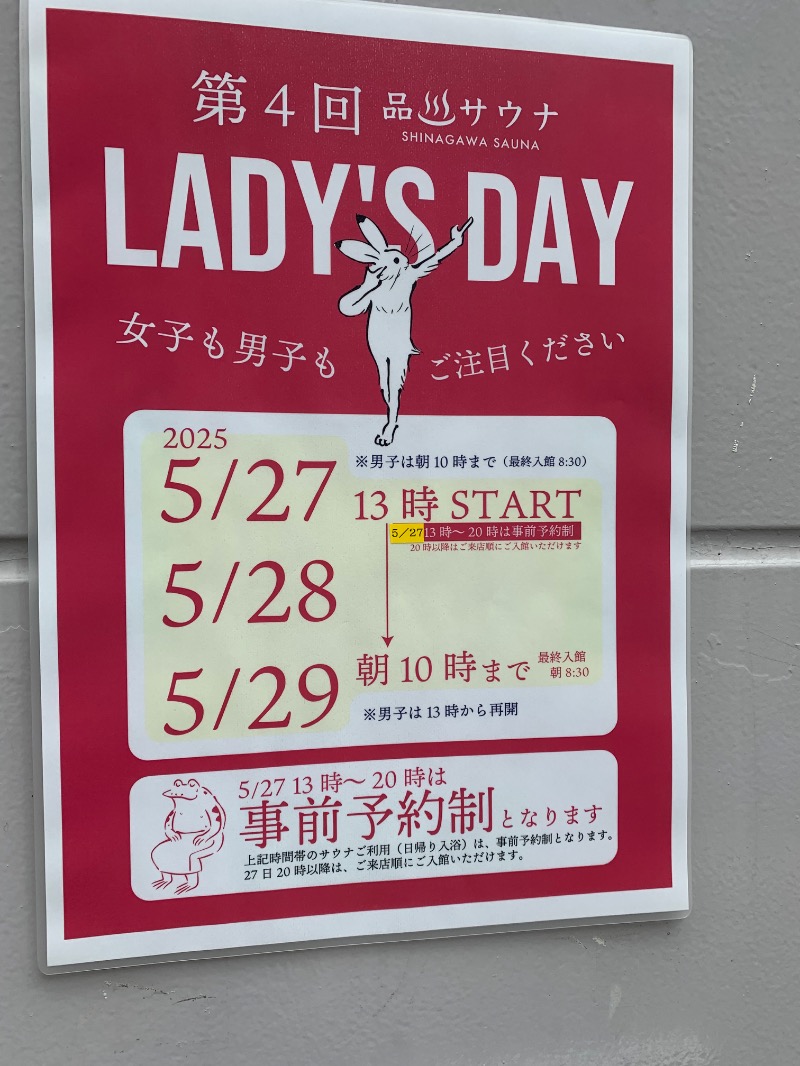 第4回 品♨サウナ
SHINAGAWA SAUNA
LADY'S DAY
女子も男子も ご注目ください
2025
5/27 ※男子は朝10時まで（最終入館 8:30）
13時 START
5/27 13時～20時は事前予約制
20時以降はご来店順にご入館いただけます
5/28
5/29 朝10時まで 最終入館
朝 8:30
※男子は13時から再開
5/27 13時～20時は
事前予約制となります
上記時間帯のサウナご利用（日帰り入浴）は、事前予約制となります。
27日20時以降は、ご来店順にご入館いただけます。